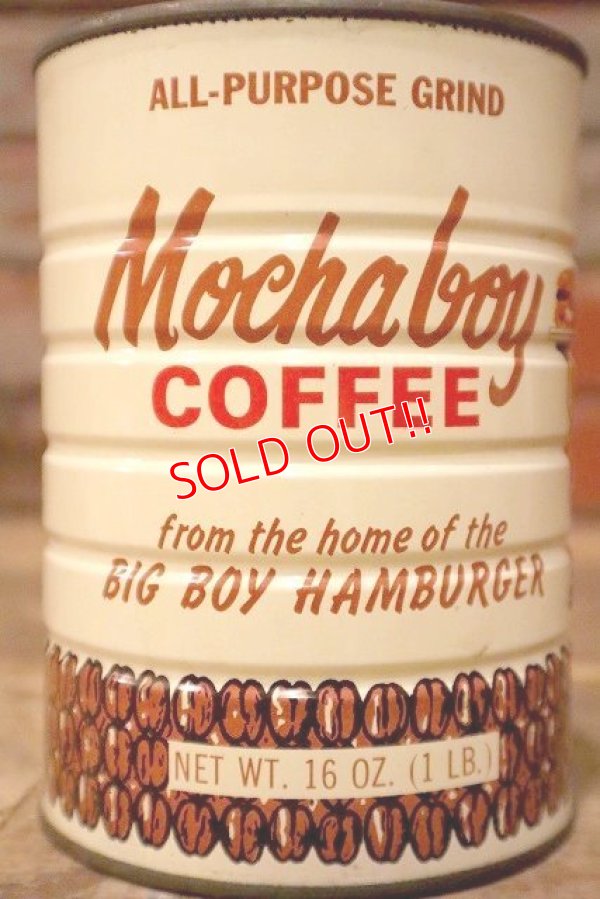 ALL-PURPOSE GRIND
Mochaboy
COFFEE
SOLD OUT!!
from the home of the
BIG BOY HAMBURGER
NET WT. 16 OZ. (1 LB.)